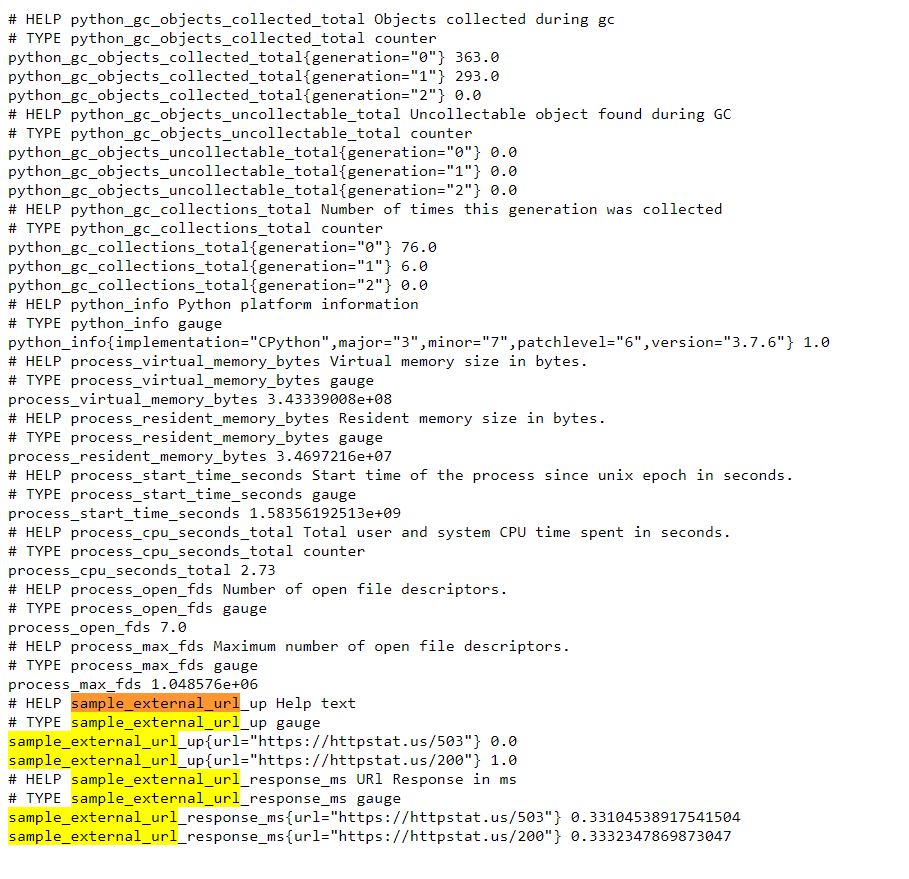 # HELP python_gc_objects_collected_total Objects collected during gc
# TYPE python_gc_objects_collected_total counter
python_gc_objects_collected_total{generation="0"} 363.0
python_gc_objects_collected_total{generation="1"} 293.0
python_gc_objects_collected_total{generation="2"} 0.0
# HELP python_gc_objects_uncollectable_total Uncollectable object found during GC
# TYPE python_gc_objects_uncollectable_total counter
python_gc_objects_uncollectable_total{generation="0"} 0.0
python_gc_objects_uncollectable_total{generation="1"} 0.0
python_gc_objects_uncollectable_total{generation="2"} 0.0
# HELP python_gc_collections_total Number of times this generation was collected
# TYPE python_gc_collections_total counter
python_gc_collections_total{generation="0"} 76.0
python_gc_collections_total{generation="1"} 6.0
python_gc_collections_total{generation="2"} 0.0
# HELP python_info Python platform information
# TYPE python_info gauge
python_info{implementation="CPython",major="3",minor="7",patchlevel="6",version="3.7.6"} 1.0
# HELP process_virtual_memory_bytes Virtual memory size in bytes.
# TYPE process_virtual_memory_bytes gauge
process_virtual_memory_bytes 3.43339008e+08
# HELP process_resident_memory_bytes Resident memory size in bytes.
# TYPE process_resident_memory_bytes gauge
process_resident_memory_bytes 3.4697216e+07
# HELP process_start_time_seconds Start time of the process since unix epoch in seconds.
# TYPE process_start_time_seconds gauge
process_start_time_seconds 1.58356192513e+09
# HELP process_cpu_seconds_total Total user and system CPU time spent in seconds.
# TYPE process_cpu_seconds_total counter
process_cpu_seconds_total 2.73
# HELP process_open_fds Number of open file descriptors.
# TYPE process_open_fds gauge
process_open_fds 7.0
# HELP process_max_fds Maximum number of open file descriptors.
# TYPE process_max_fds gauge
process_max_fds 1.048576e+06
# HELP sample_external_url_up Help text
# TYPE sample_external_url_up gauge
sample_external_url_up{url="https://httpstat.us/503"} 0.0
sample_external_url_up{url="https://httpstat.us/200"} 1.0
# HELP sample_external_url_response_ms URl Response in ms
# TYPE sample_external_url_response_ms gauge
sample_external_url_response_ms{url="https://httpstat.us/503"} 0.33104538917541504
sample_external_url_response_ms{url="https://httpstat.us/200"} 0.3332347869873047